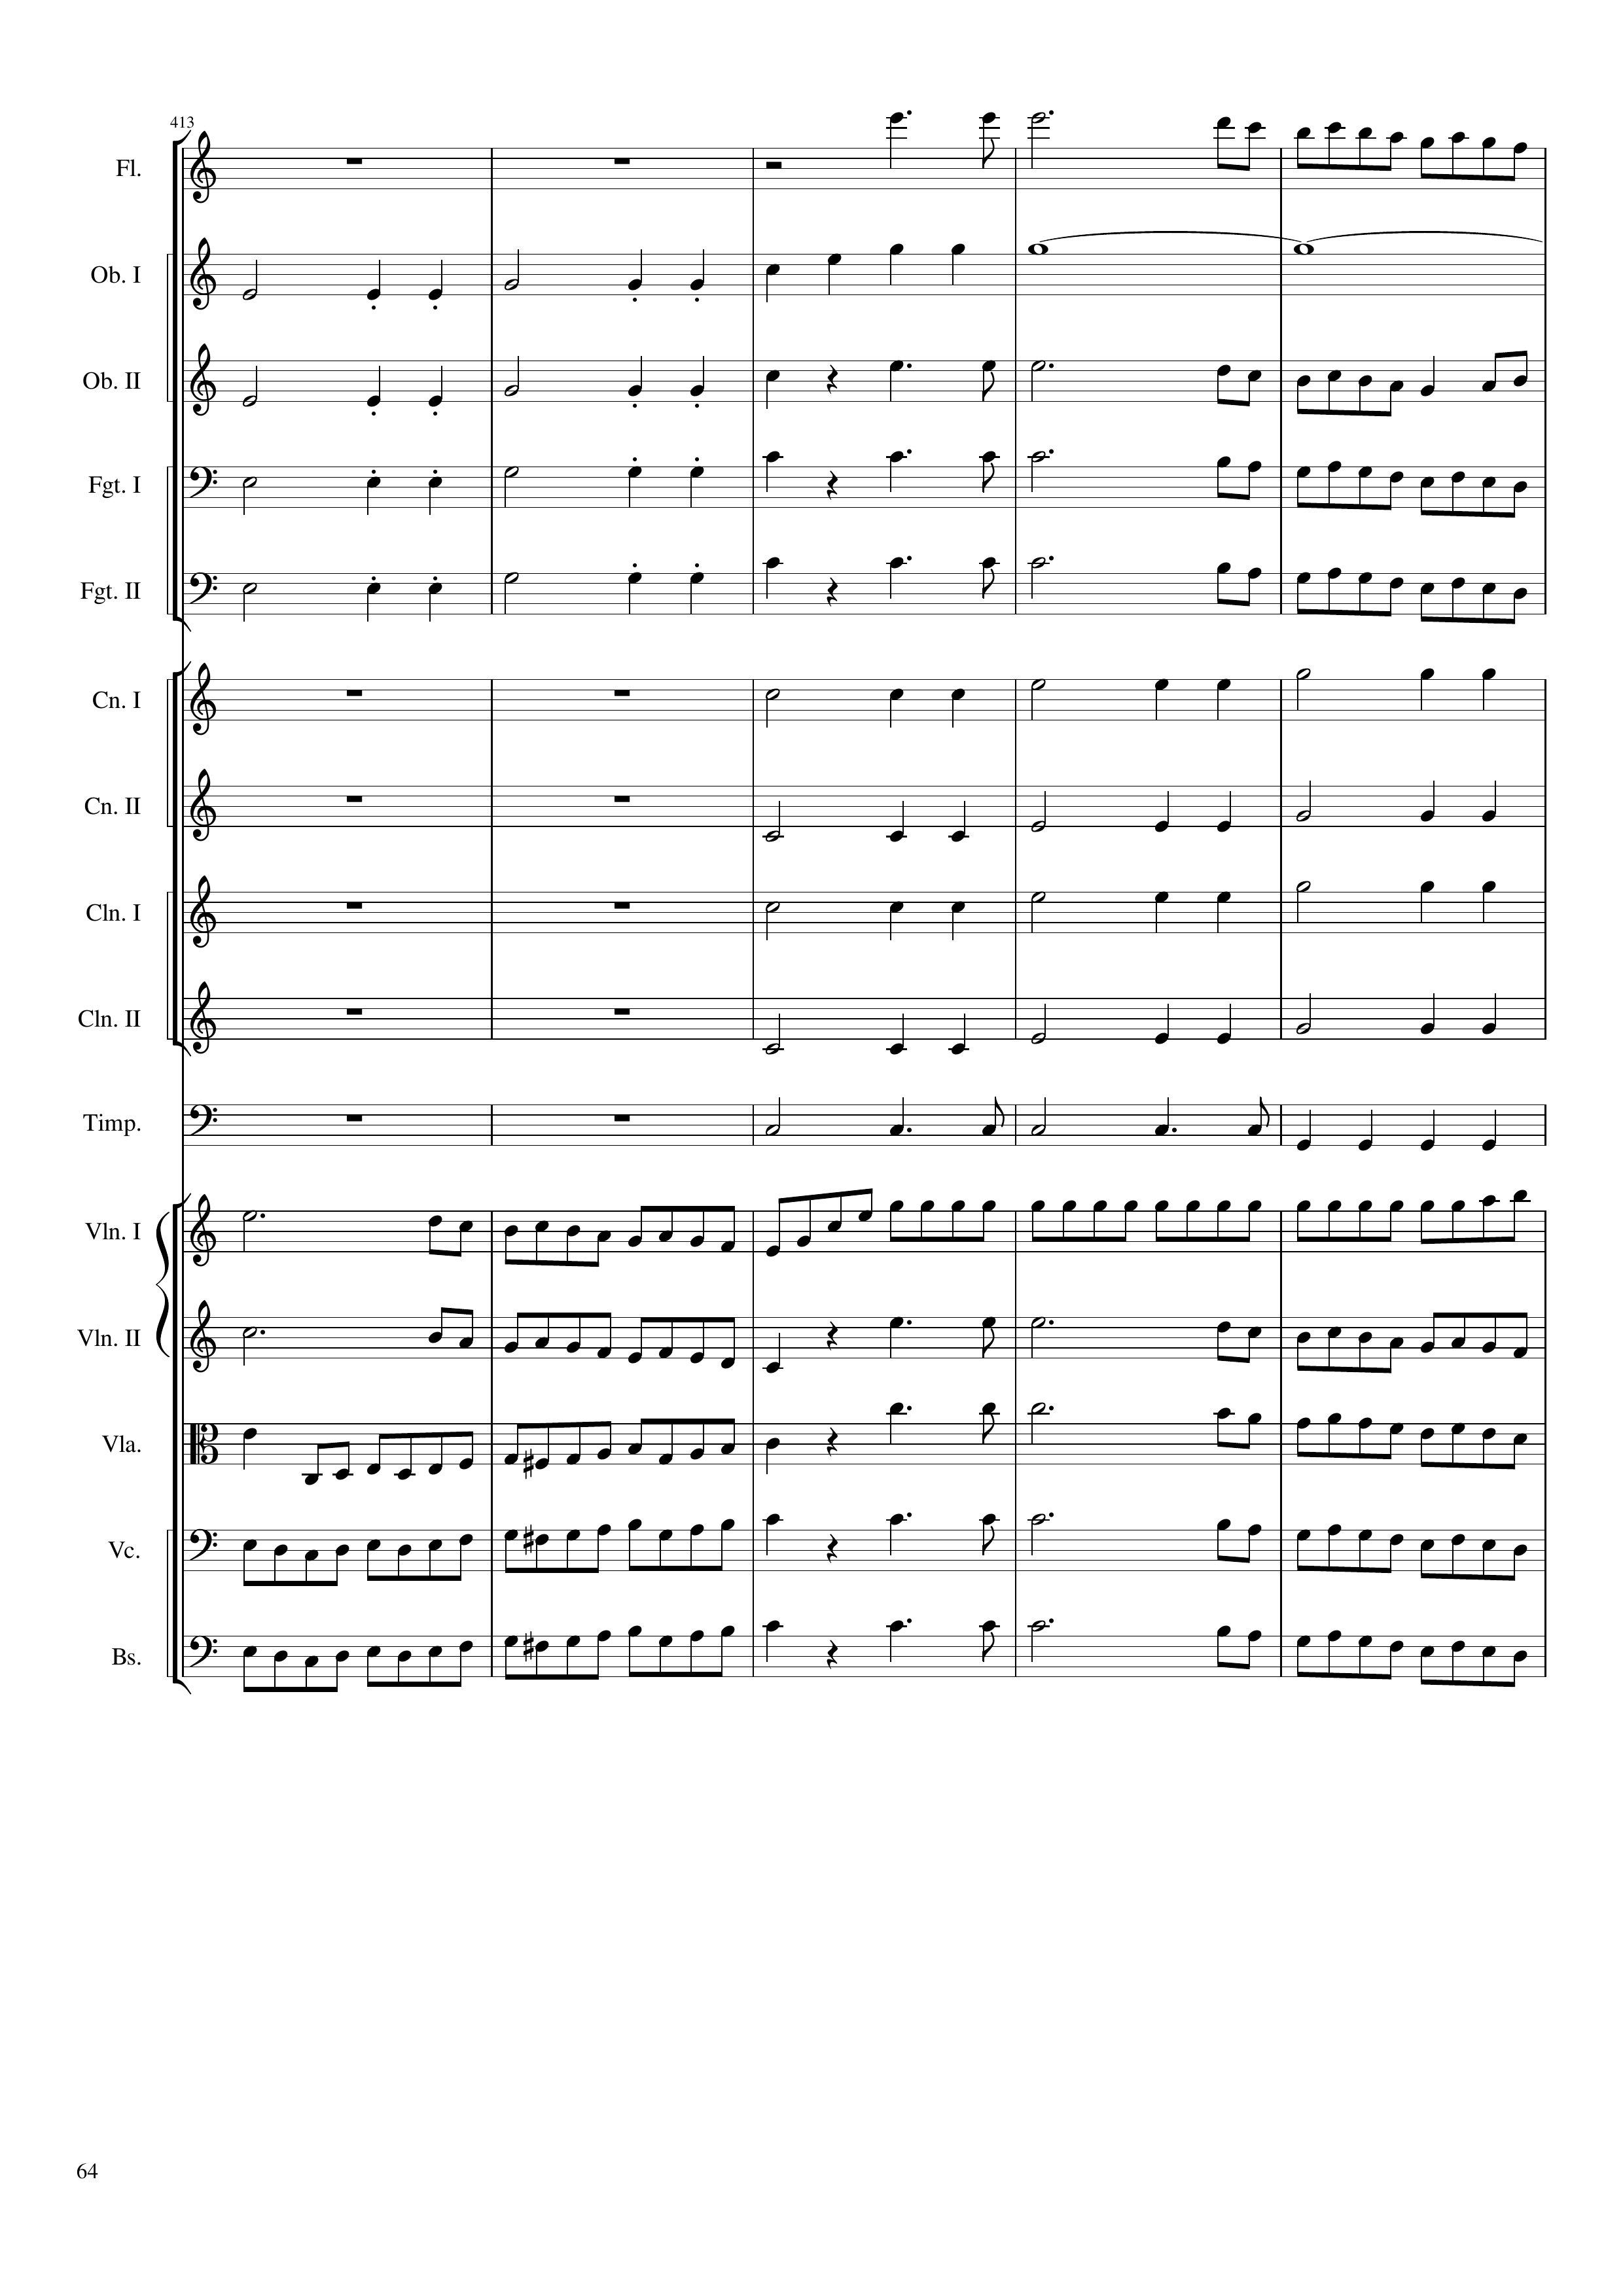 413
Fl.
Ob. I
Ob. II
Fgt. I
Fgt. II
Cn. I
Cn. II
Cln. I
Cln. II
Timp.
Vln. I
Vln. II
Vla.
Vc.
Bs.
64